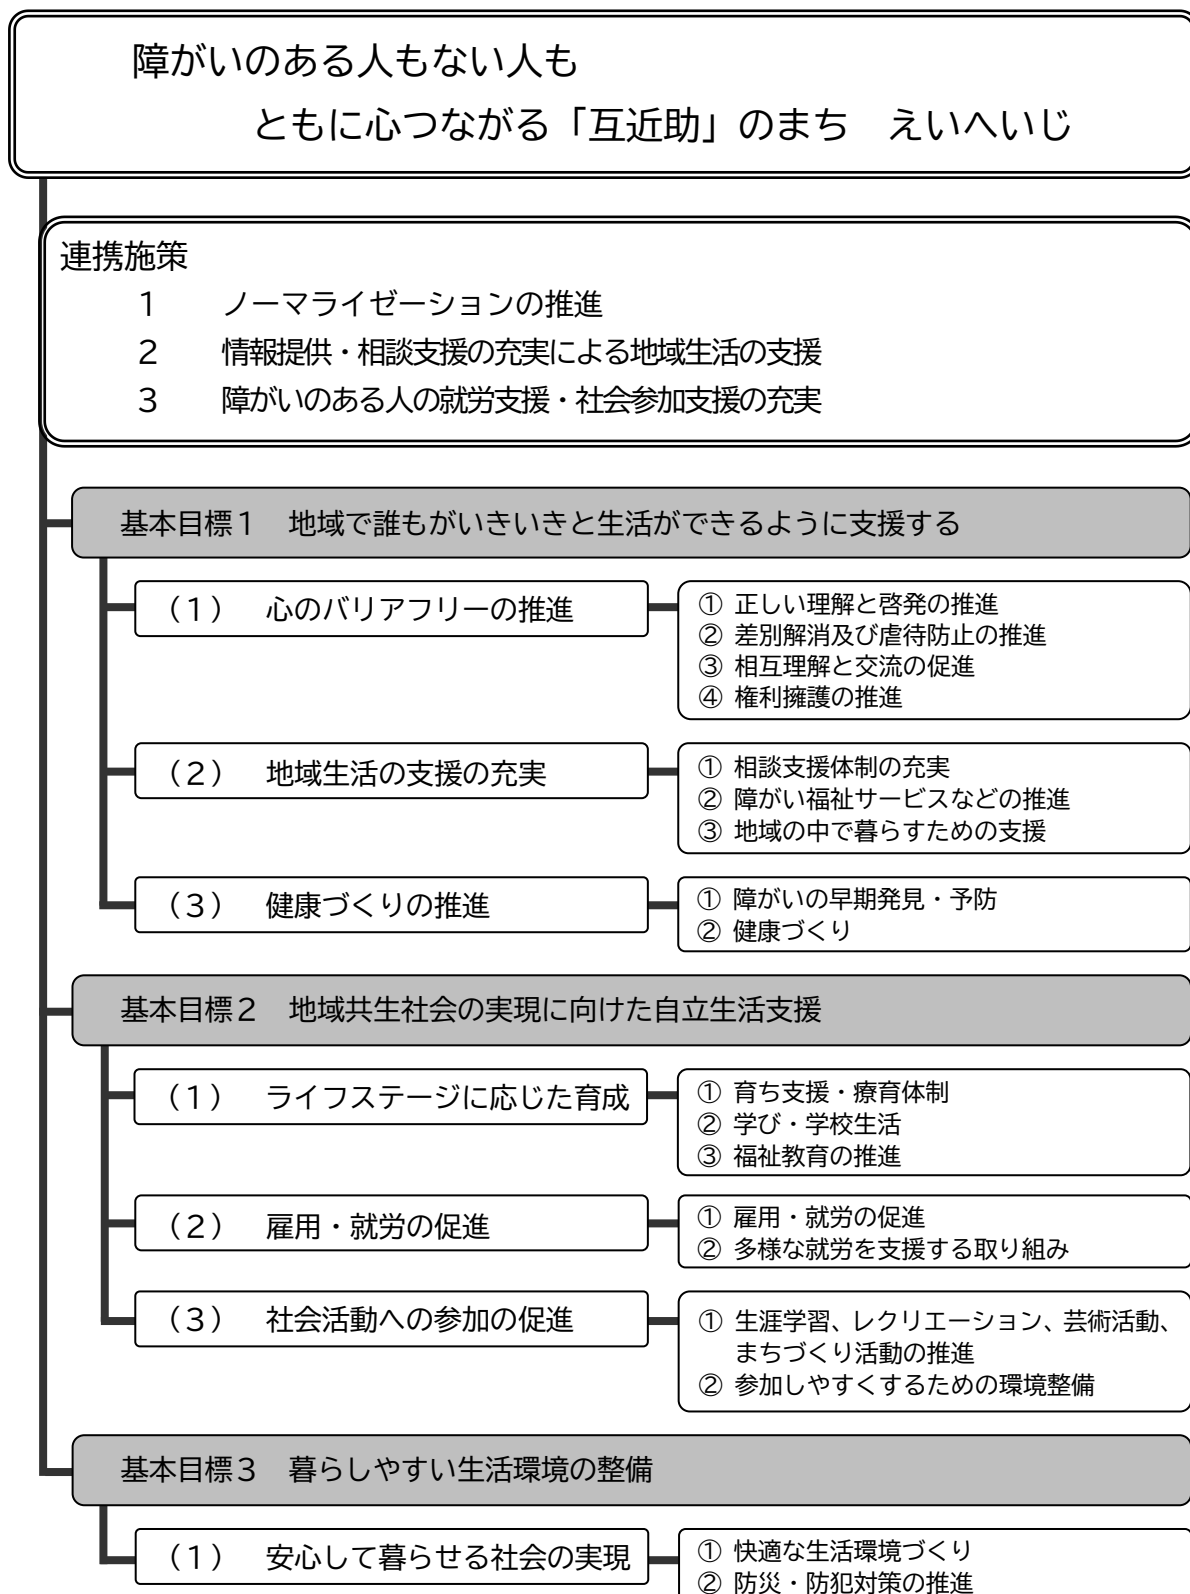 障がいのある人もない人も
ともに心つながる「互近助」のまち　えいへいじ
連携施策
１　ノーマライゼーションの推進
２　情報提供・相談支援の充実による地域生活の支援
３　障がいのある人の就労支援・社会参加支援の充実
基本目標１　地域で誰もがいきいきと生活ができるように支援する
（１）　心のバリアフリーの推進
① 正しい理解と啓発の推進
② 差別解消及び虐待防止の推進
③ 相互理解と交流の促進
④ 権利擁護の推進
（２）　地域生活の支援の充実
① 相談支援体制の充実
② 障がい福祉サービスなどの推進
③ 地域の中で暮らすための支援
（３）　健康づくりの推進
① 障がいの早期発見・予防
② 健康づくり
基本目標２　地域共生社会の実現に向けた自立生活支援
（１）　ライフステージに応じた育成
① 育ち支援・療育体制
② 学び・学校生活
③ 福祉教育の推進
（２）　雇用・就労の促進
① 雇用・就労の促進
② 多様な就労を支援する取り組み
（３）　社会活動への参加の促進
① 生涯学習、レクリエーション、芸術活動、
まちづくり活動の推進
② 参加しやすくするための環境整備
基本目標３　暮らしやすい生活環境の整備
（１）　安心して暮らせる社会の実現
① 快適な生活環境づくり
② 防災・防犯対策の推進